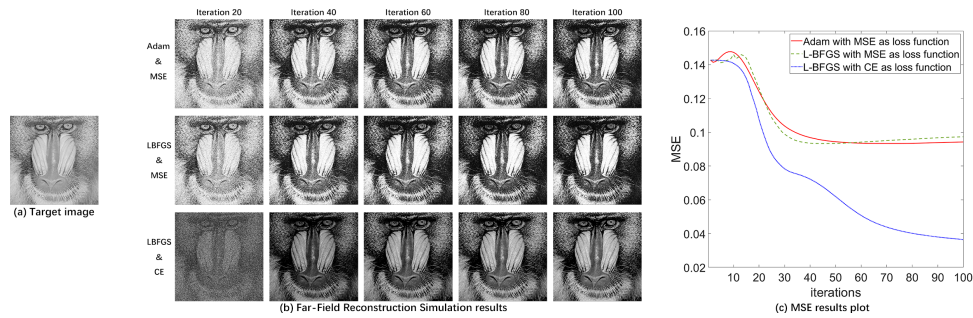 Iteration 20 Iteration 40 Iteration 60 Iteration 80 Iteration 100
Adam
&
MSE
LBFGS
&
MSE
LBFGS
&
CE
(a) Target image
(b) Far-Field Reconstruction Simulation results
0.16
0.14
0.12
0.1
0.08
0.06
0.04
0.02
MSE
Adam with MSE as loss function
L-BFGS with MSE as loss function
L-BFGS with CE as loss function
10 20 30 40 50 60 70 80 90 100
iterations
(c) MSE results plot